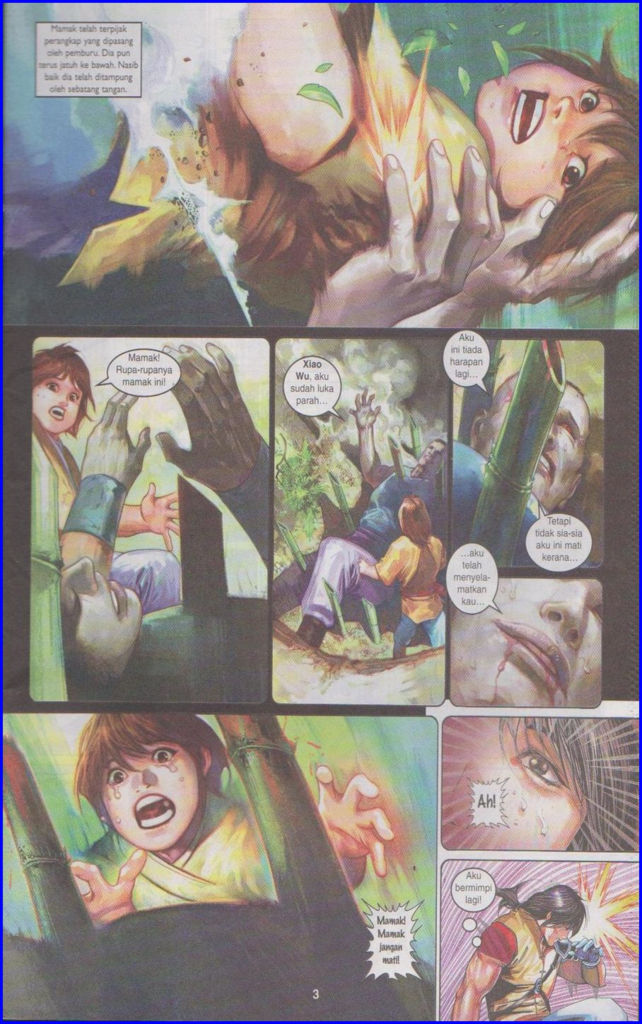 Mamak telah terpijak
perangkap yang dipasang
oleh pemburu. Dia pun
terus jatuh ke bawah. Nasib
baik dia telah ditampung
oleh sebatang tangan.
Mamak!
Rupa-rupanya
mamak ini!
Xiao
Wu, aku
sudah luka
parah...
Aku
ini tiada
harapan
lagi...
Tetapi
tidak sia-sia
aku ini mati
kerana...
...aku
telah
menyela-
matkan
kau...
Mamak!
Mamak
jangan
mati!
Ah!
Aku
bermimpi
lagi!
3